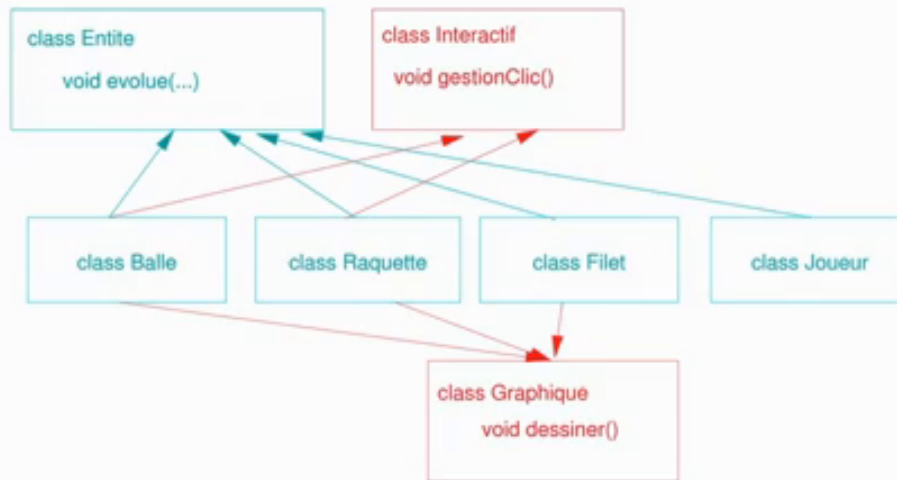 class Entite
void evolue(...)
class Interactif
void gestionClic()
class Balle
class Raquette
class Filet
class Joueur
class Graphique
void dessiner()